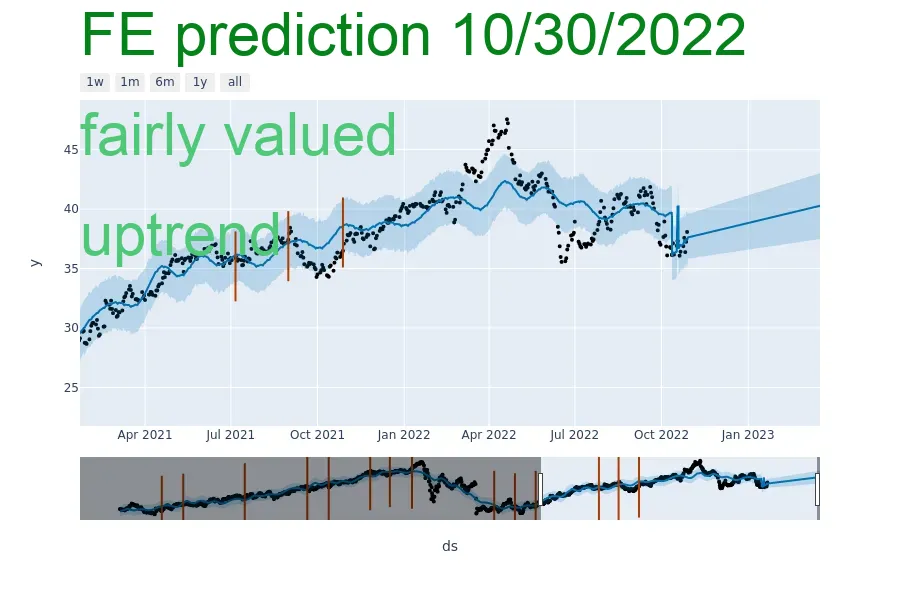 FE prediction 10/30/2022
1w 1m 6m 1y all
fairly valued
uptrend
45
40
35
30
25
y
Apr 2021 Jul 2021 Oct 2021 Jan 2022 Apr 2022 Jul 2022 Oct 2022 Jan 2023
ds